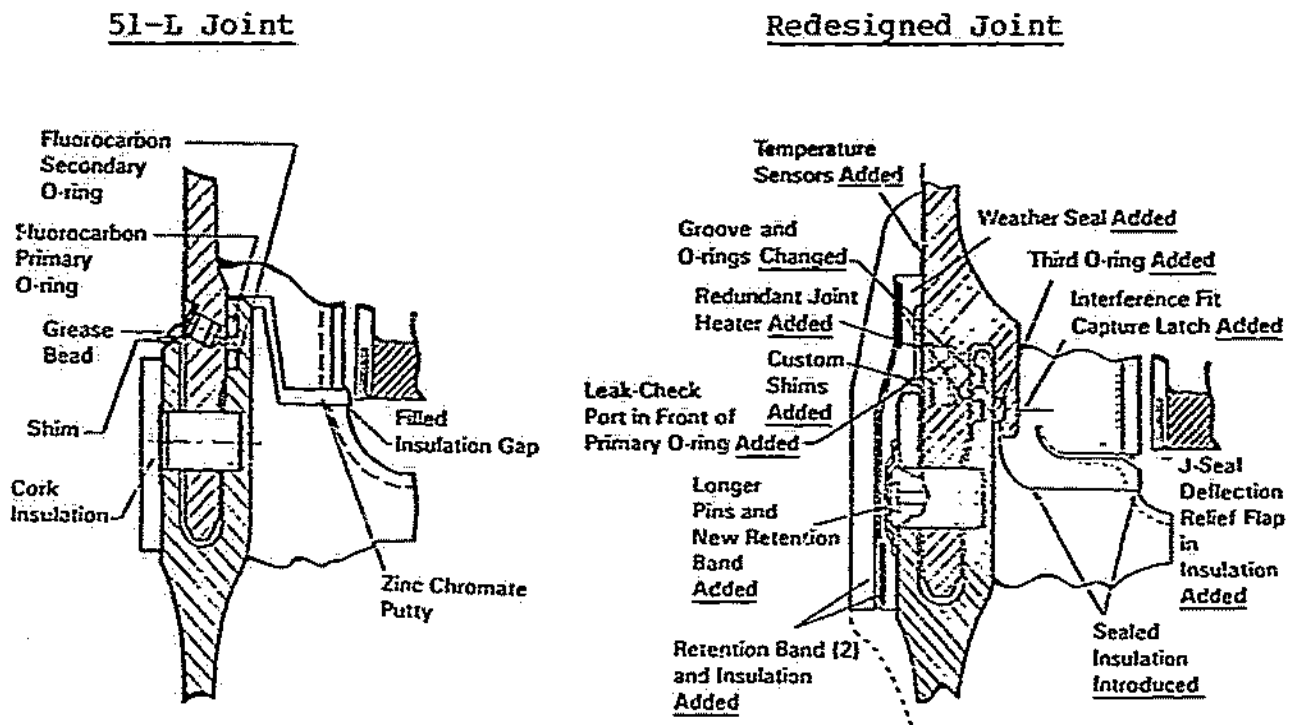 51-L Joint
Fluorocarbon
Secondary
O-ring
Fluorocarbon
Primary
O-ring
Grease
Bead
Shim
Cork
Insulation
Filled
Insulation Gap
Zinc Chromate
Putty
Redesigned Joint
Temperature
Sensors Added
Weather Seal Added
Groove and
O-rings Changed
Third O-ring Added
Redundant Joint
Heater Added
Interference Fit
Capture Latch Added
Custom
Shims
Added
Leak-Check
Port in Front of
Primary O-ring Added
Longer
Pins and
New Retention
Band
Added
J-Seal
Deflection
Relief Flap
in
Insulation
Added
Retention Band (2)
and Insulation
Added
Sealed
Insulation
Introduced